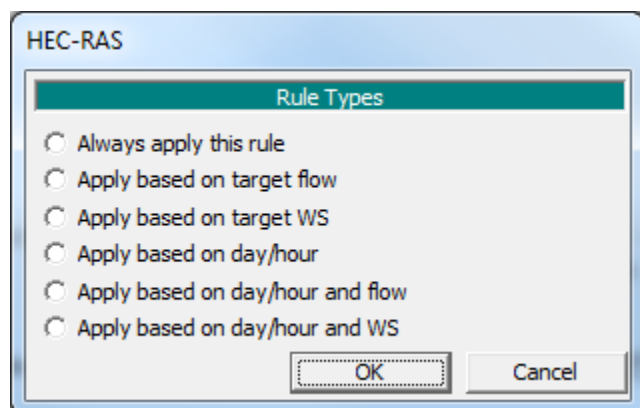 HEC-RAS
Rule Types
Always apply this rule
Apply based on target flow
Apply based on target WS
Apply based on day/hour
Apply based on day/hour and flow
Apply based on day/hour and WS
OK Cancel